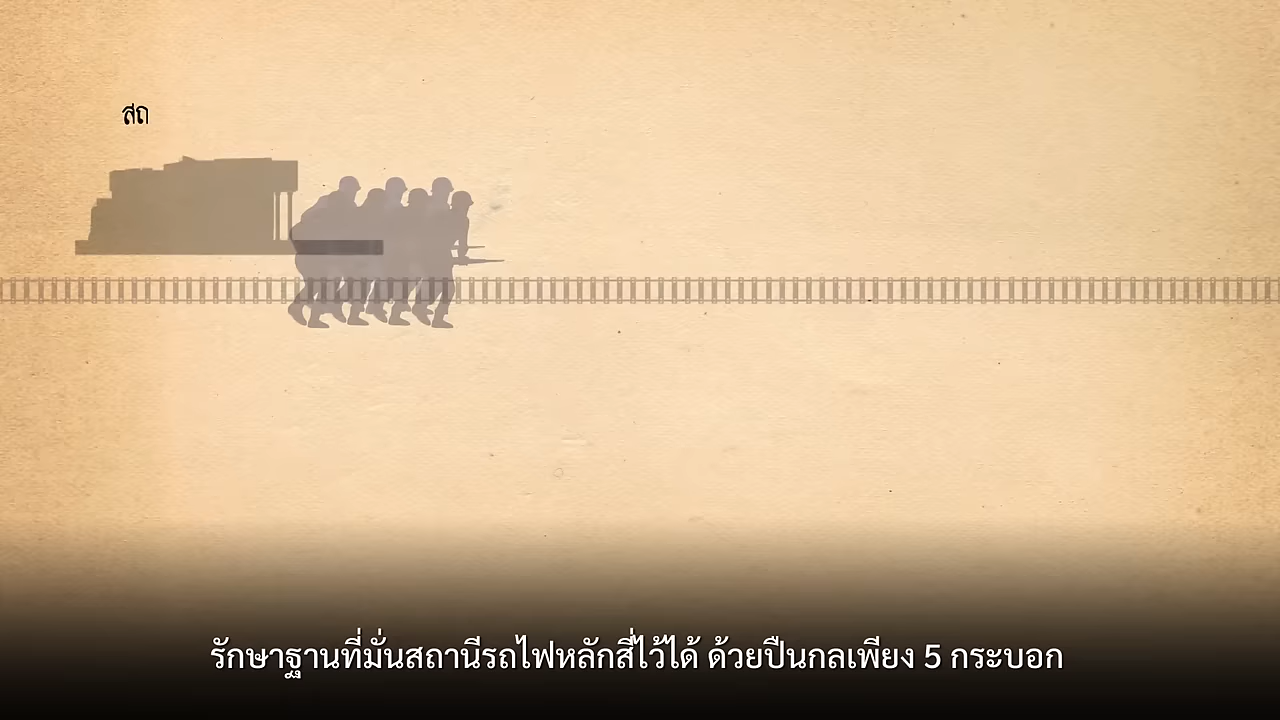 สถ
รักษาฐานที่มั่นสถานีรถไฟหลักสี่ไว้ได้ ด้วยปืนกลเพียง 5 กระบอก